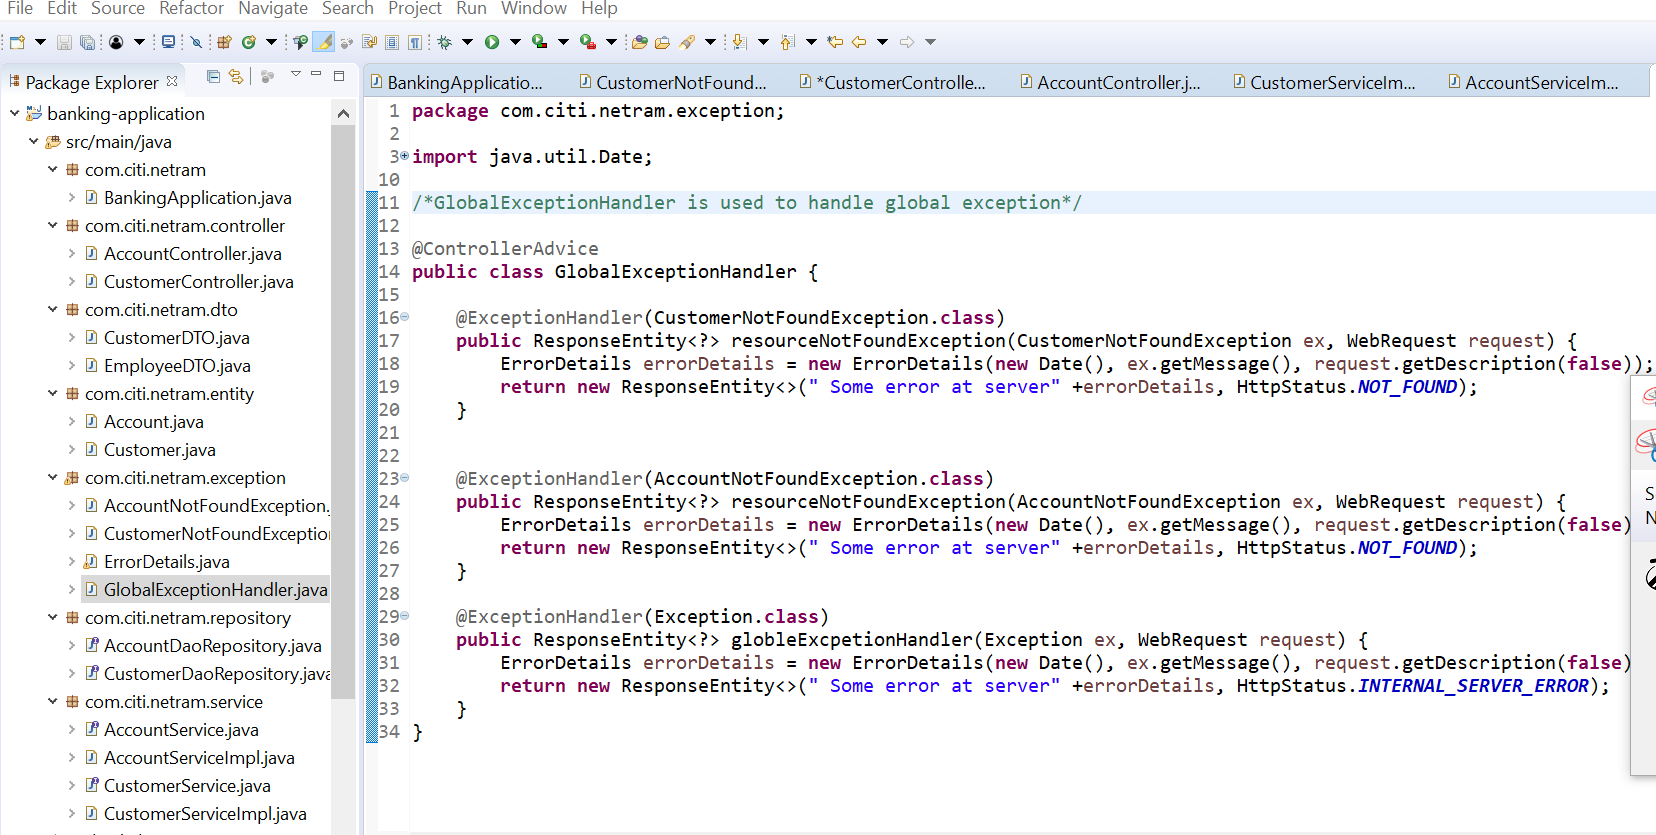 File Edit Source Refactor Navigate Search Project Run Window Help
Package Explorer
BankingApplicatio... CustomerNotFound... *CustomerControlle... AccountController.j... CustomerServiceIm... AccountServiceIm...
banking-application
src/main/java
com.citi.netram
BankingApplication.java
com.citi.netram.controller
AccountController.java
CustomerController.java
com.citi.netram.dto
CustomerDTO.java
EmployeeDTO.java
com.citi.netram.entity
Account.java
Customer.java
com.citi.netram.exception
AccountNotFoundException.
CustomerNotFoundExceptio
ErrorDetails.java
GlobalExceptionHandler.java
com.citi.netram.repository
AccountDaoRepository.java
CustomerDaoRepository.java
com.citi.netram.service
AccountService.java
AccountServiceImpl.java
CustomerService.java
CustomerServiceImpl.java
1 package com.citi.netram.exception;
2
3 import java.util.Date;
10
11 /*GlobalExceptionHandler is used to handle global exception*/
12
13 @ControllerAdvice
14 public class GlobalExceptionHandler {
15
16 @ExceptionHandler(CustomerNotFoundException.class)
17 public ResponseEntity<?> resourceNotFoundException(CustomerNotFoundException ex, WebRequest request) {
18 ErrorDetails errorDetails = new ErrorDetails(new Date(), ex.getMessage(), request.getDescription(false));
19 return new ResponseEntity<>(" Some error at server" +errorDetails, HttpStatus.NOT_FOUND);
20 }
21
22
23 @ExceptionHandler(AccountNotFoundException.class)
24 public ResponseEntity<?> resourceNotFoundException(AccountNotFoundException ex, WebRequest request) {
25 ErrorDetails errorDetails = new ErrorDetails(new Date(), ex.getMessage(), request.getDescription(false)
26 return new ResponseEntity<>(" Some error at server" +errorDetails, HttpStatus.NOT_FOUND);
27 }
28
29 @ExceptionHandler(Exception.class)
30 public ResponseEntity<?> globleExcpetionHandler(Exception ex, WebRequest request) {
31 ErrorDetails errorDetails = new ErrorDetails(new Date(), ex.getMessage(), request.getDescription(false)
32 return new ResponseEntity<>(" Some error at server" +errorDetails, HttpStatus.INTERNAL_SERVER_ERROR);
33 }
34 }